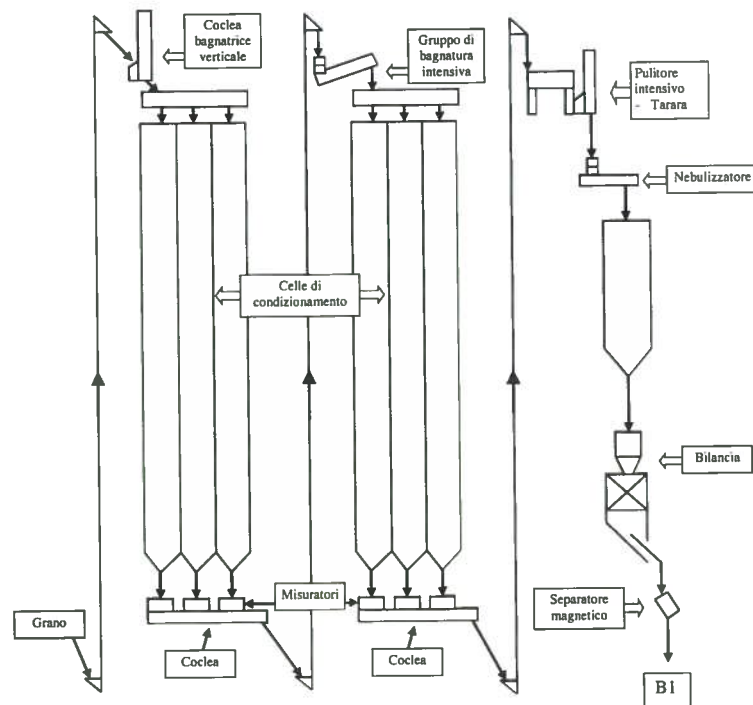 Coclea
bagnatrice
verticale
Gruppo di
bagnatura
intensiva
Pulitore
intensivo
- Tarara
Nebulizzatore
Celle di
condizionamento
Bilancia
Misuratori
Separatore
magnetico
Grano
Coclea
Coclea
B1